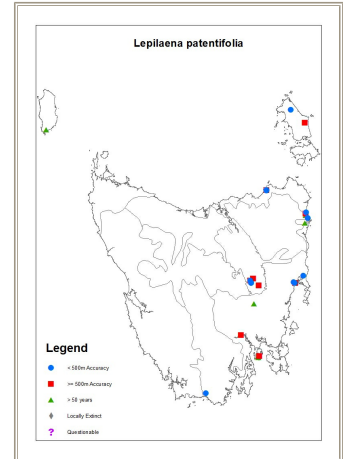 Lepilaena patentifolia
Legend
< 500m Accuracy
>= 500m Accuracy
> 50 years
Locally Extinct
? Questionable